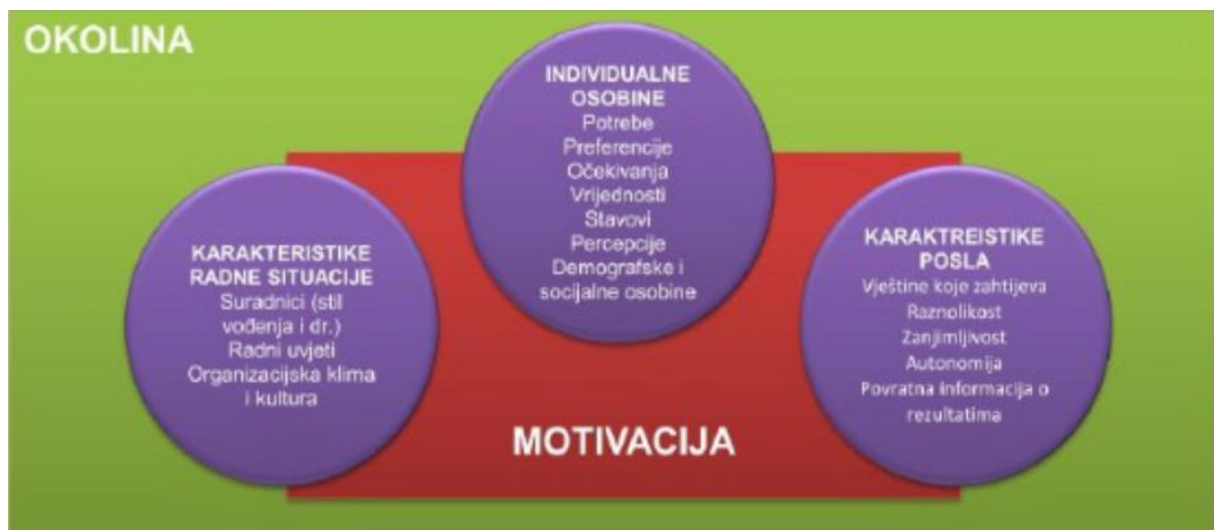 OKOLINA
INDIVIDUALNE
OSOBINE
Potrebe
Preferencije
Očekivanja
Vrijednosti
Stavovi
Percepcije
Demografske i
socijalne osobine
KARAKTERISTIKE
RADNE SITUACIJE
Suradnici (stil
vođenja i dr.)
Radni uvjeti
Organizacijska klima
i kultura
KARAKTREISTIKE
POSLA
Vještine koje zahtijeva
Raznolikost
Zanjimljivost
Autonomija
Povratna informacija o
rezultatima
MOTIVACIJA